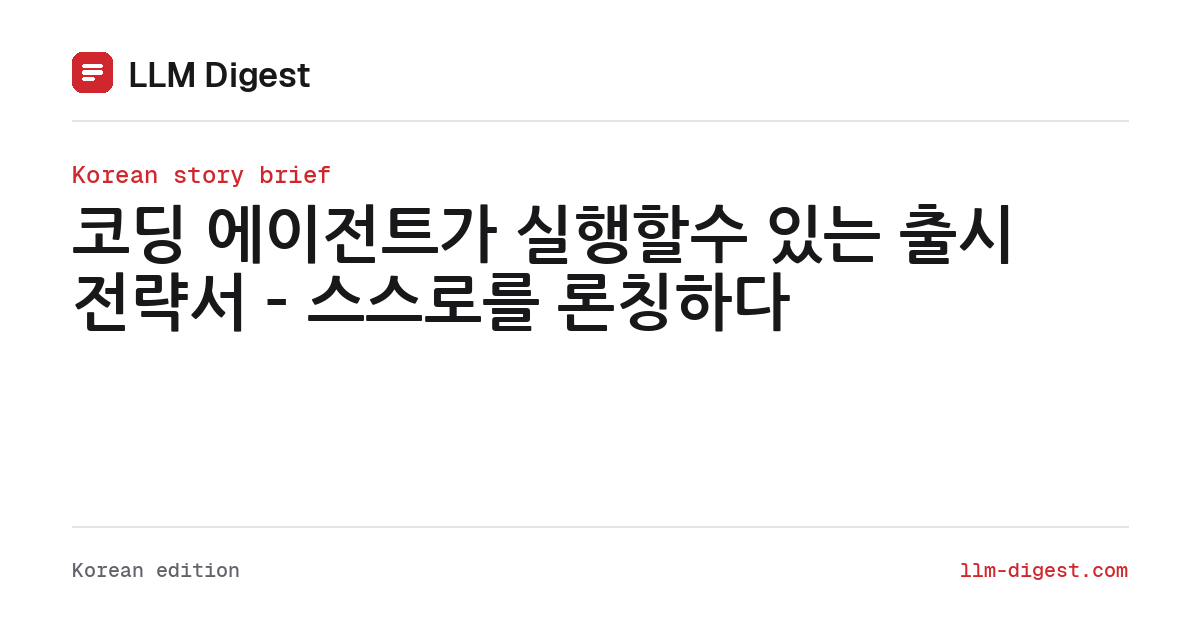 LLM Digest
Korean story brief
코딩 에이전트가 실행할수 있는 출시
전략서 - 스스로를 론칭하다
Korean edition
llm-digest.com